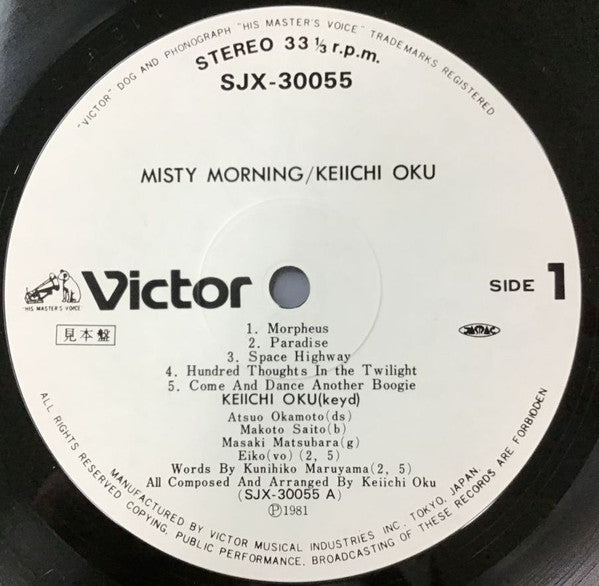 "VICTOR" DOG AND PHONOGRAPH "HIS MASTER'S VOICE" TRADEMARKS REGISTERED
STEREO 33 1/3 r.p.m.
SJX-30055
MISTY MORNING/KEIICHI OKU
"HIS MASTER'S VOICE"
Victor
SIDE 1
見本盤
JASRAC
1. Morpheus
2. Paradise
3. Space Highway
4. Hundred Thoughts In the Twilight
5. Come And Dance Another Boogie
KEIICHI OKU(keyd)
Atsuo Okamoto(ds)
Makoto Saito(b)
Masaki Matsubara(g)
Eiko(vo)(2, 5)
Words By Kunihiko Maruyama(2, 5)
All Composed and Arranged By Keiichi Oku
(SJX-30055 A)
Ⓟ1981
MANUFACTURED BY VICTOR MUSICAL INDUSTRIES INC., TOKYO, JAPAN
ALL RIGHTS RESERVED COPYING, PUBLIC PERFORMANCE, BROADCASTING OF THESE RECORDS ARE FORBIDDEN